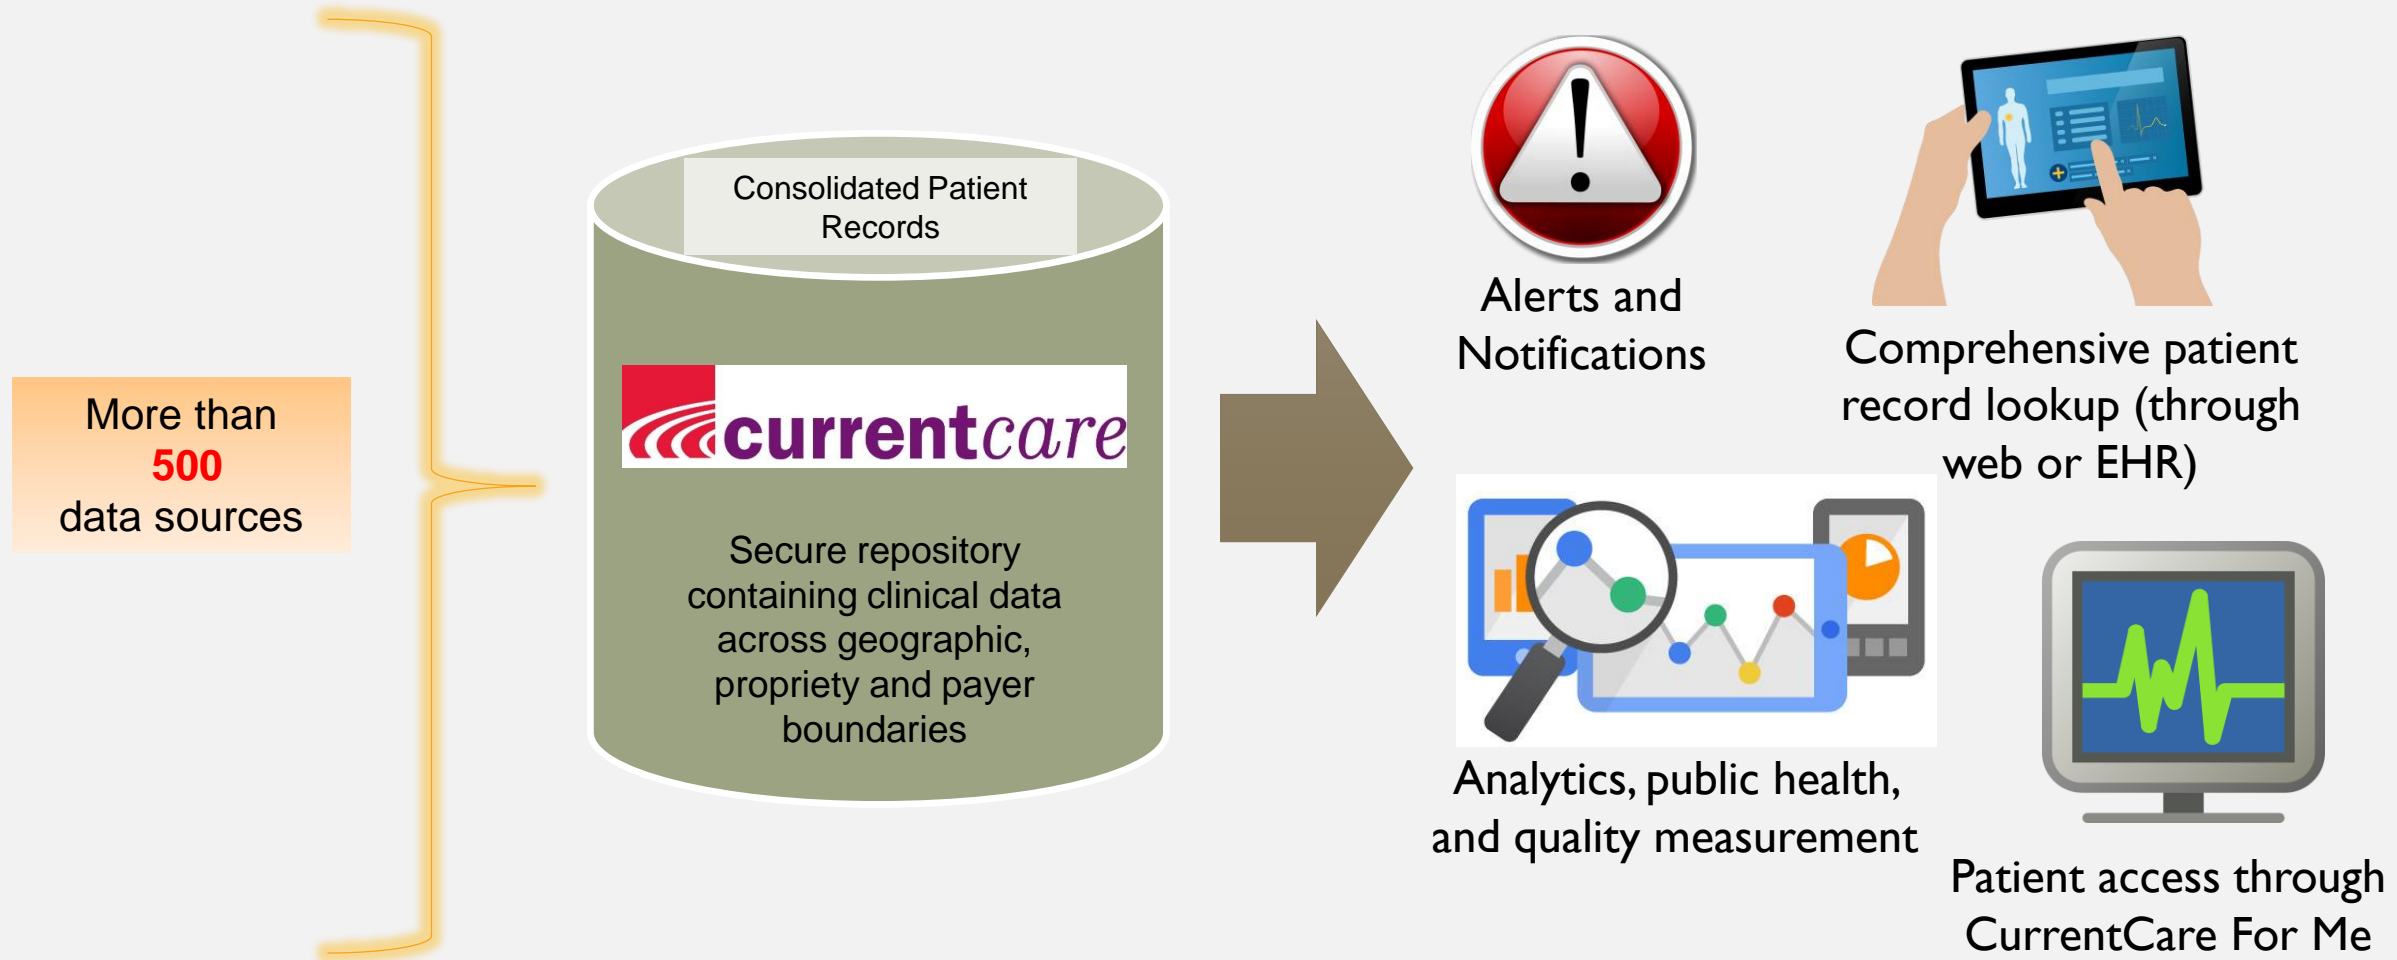 More than
500
data sources
Consolidated Patient
Records
currentcare
Secure repository
containing clinical data
across geographic,
propriety and payer
boundaries
Alerts and
Notifications
Comprehensive patient
record lookup (through
web or EHR)
Analytics, public health,
and quality measurement
Patient access through
CurrentCare For Me